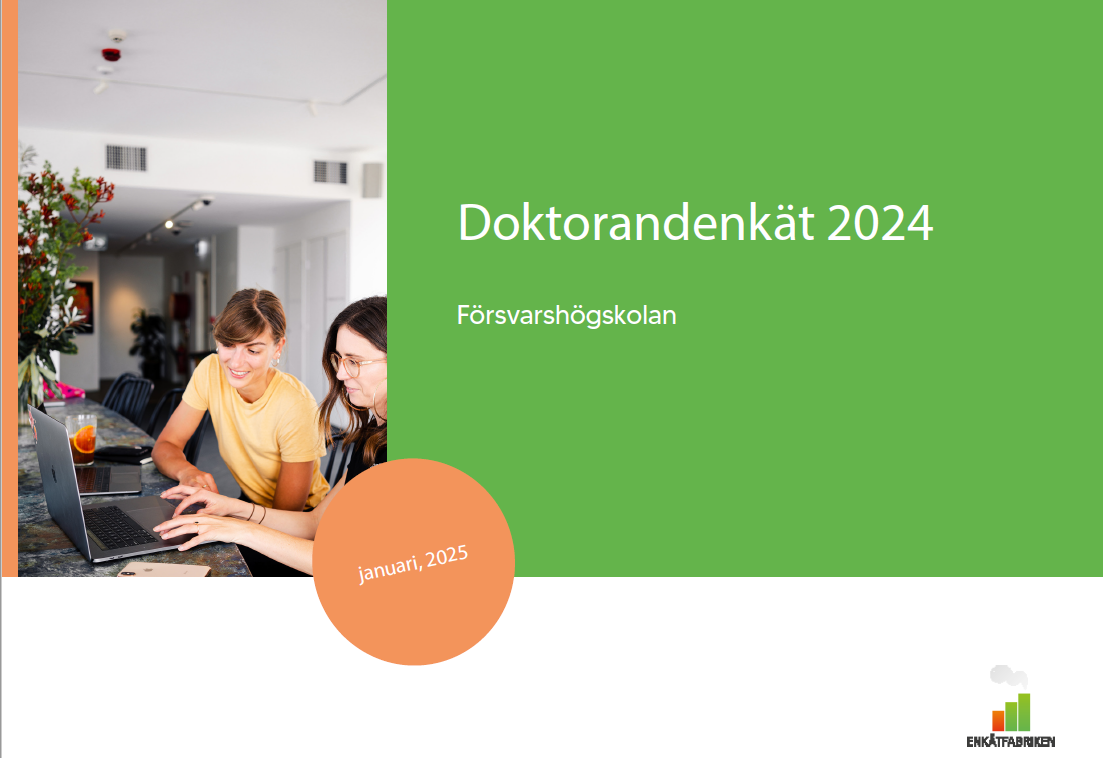 Doktorandenkät 2024
Försvarshögskolan
januari, 2025
ENKÄTFABRIKEN